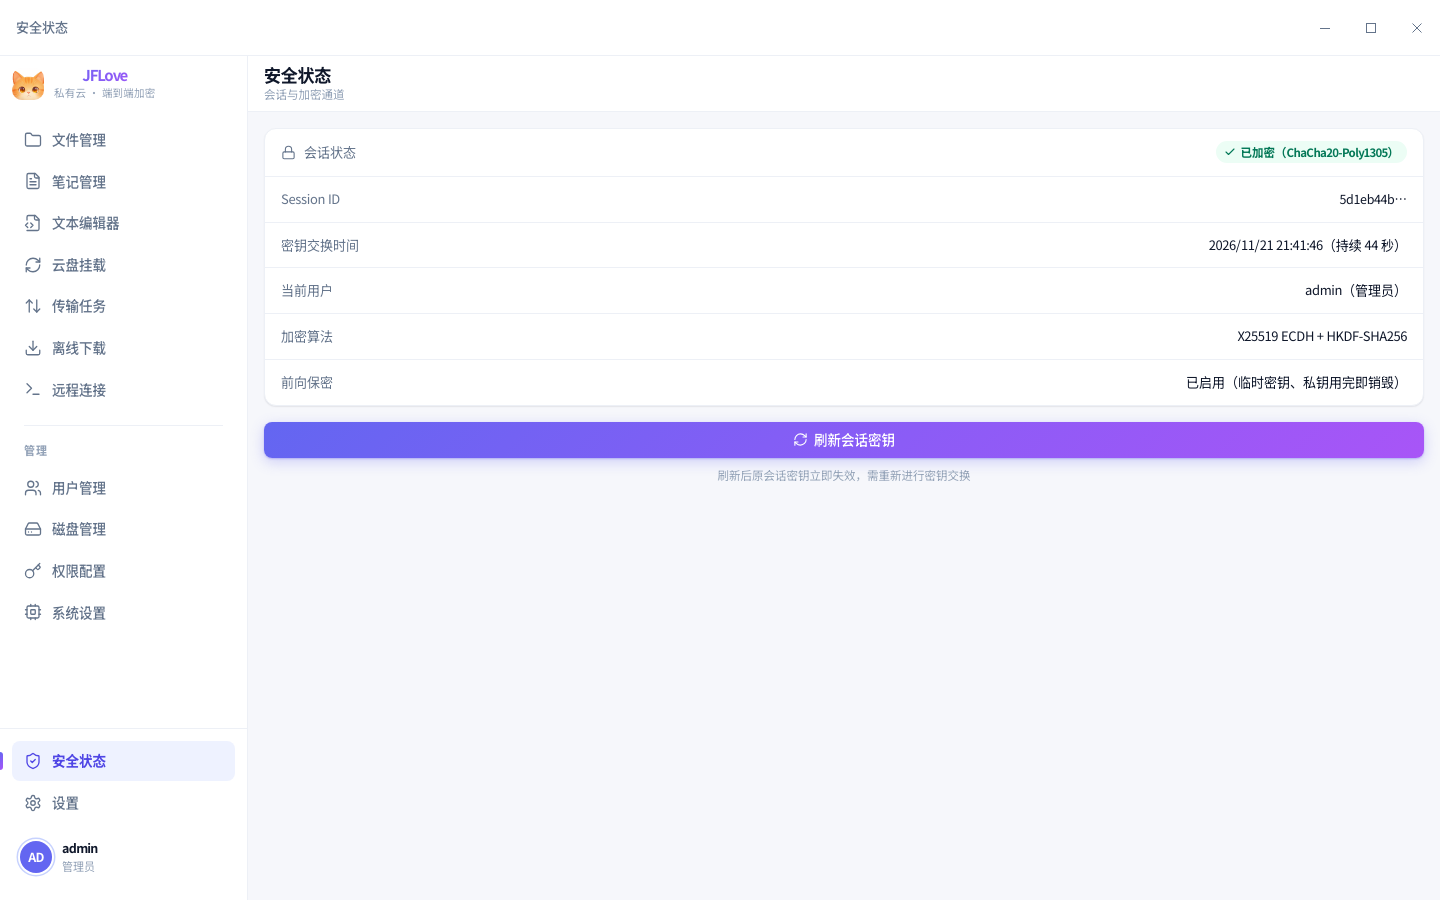 安全状态
JFLove
私有云 · 端到端加密
文件管理
笔记管理
文本编辑器
云盘挂载
传输任务
离线下载
远程连接
管理
用户管理
磁盘管理
权限配置
系统设置
安全状态
设置
AD
admin
管理员
安全状态
会话与加密通道
会话状态
已加密（ChaCha20-Poly1305）
Session ID
5d1eb44b…
密钥交换时间
2026/11/21 21:41:46（持续 44 秒）
当前用户
admin（管理员）
加密算法
X25519 ECDH + HKDF-SHA256
前向保密
已启用（临时密钥、私钥用完即销毁）
刷新会话密钥
刷新后原会话密钥立即失效，需重新进行密钥交换